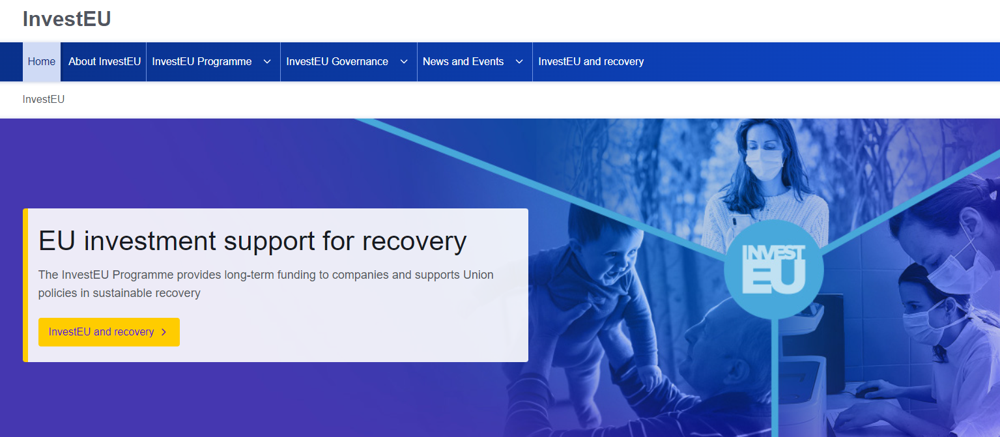 InvestEU
Home
About InvestEU
InvestEU Programme
InvestEU Governance
News and Events
InvestEU and recovery
InvestEU
EU investment support for recovery
The InvestEU Programme provides long-term funding to companies and supports Union
policies in sustainable recovery
InvestEU and recovery
INVEST
EU